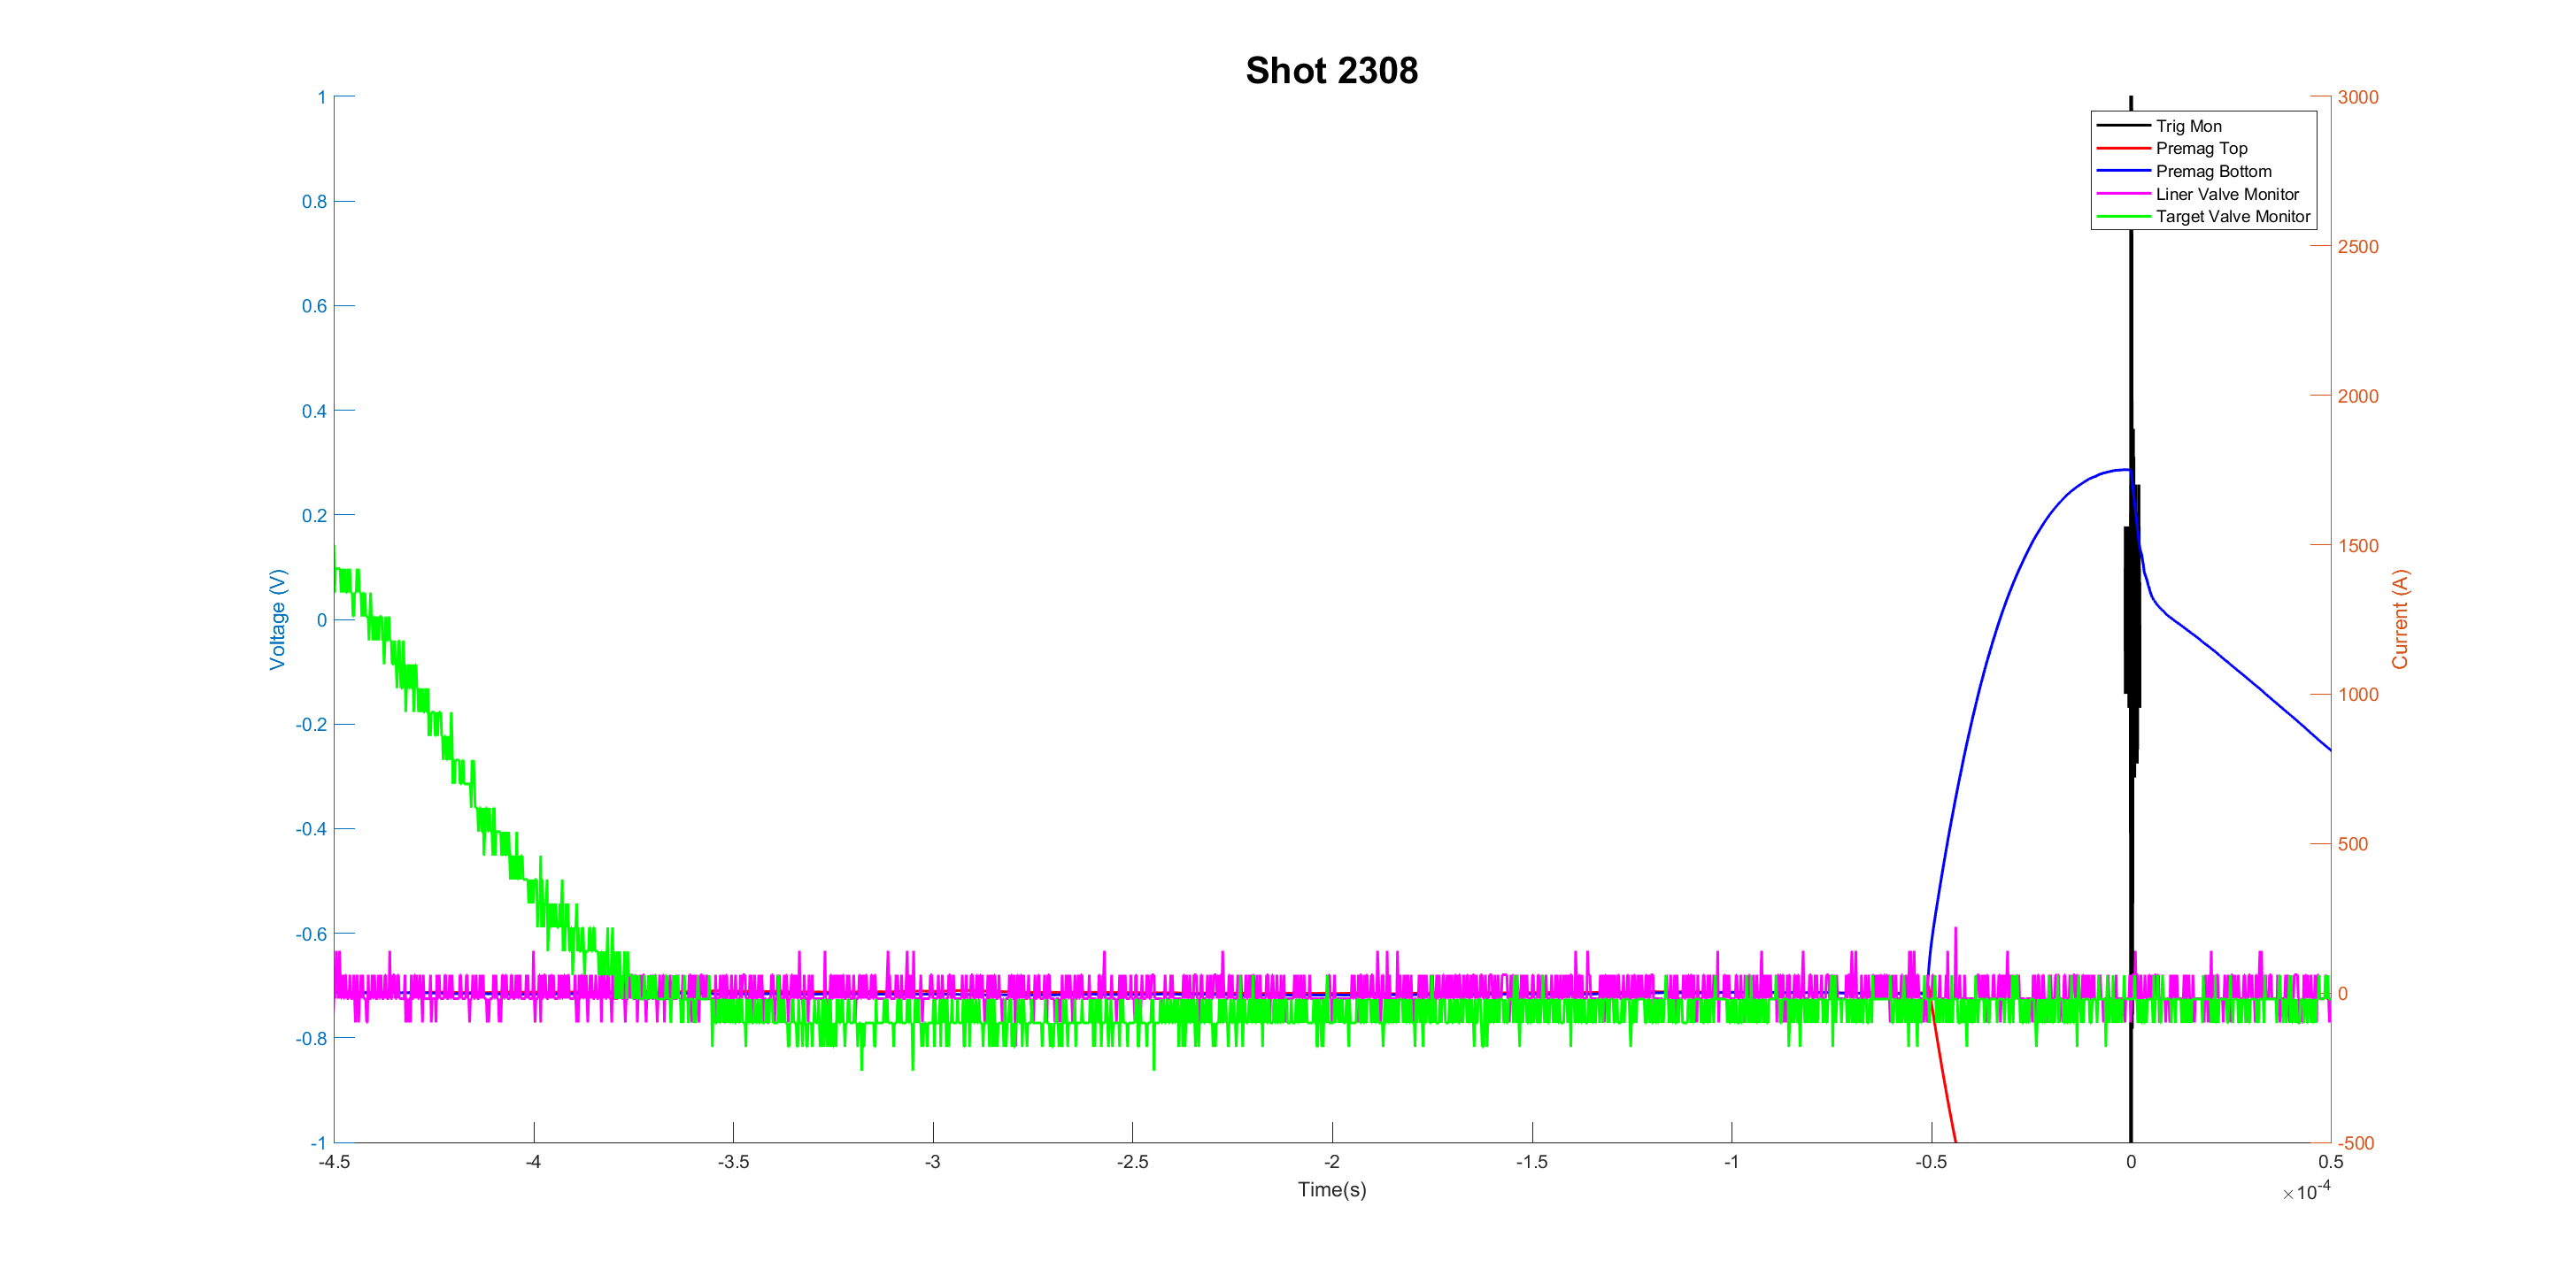 Shot 2308
1
0.8
0.6
0.4
0.2
0
-0.2
-0.4
-0.6
-0.8
-1
Voltage (V)
3000
2500
2000
1500
1000
500
0
-500
Current (A)
Trig Mon
Premag Top
Premag Bottom
Liner Valve Monitor
Target Valve Monitor
-4.5 -4 -3.5 -3 -2.5 -2 -1.5 -1 -0.5 0 0.5
Time(s)
×10-4